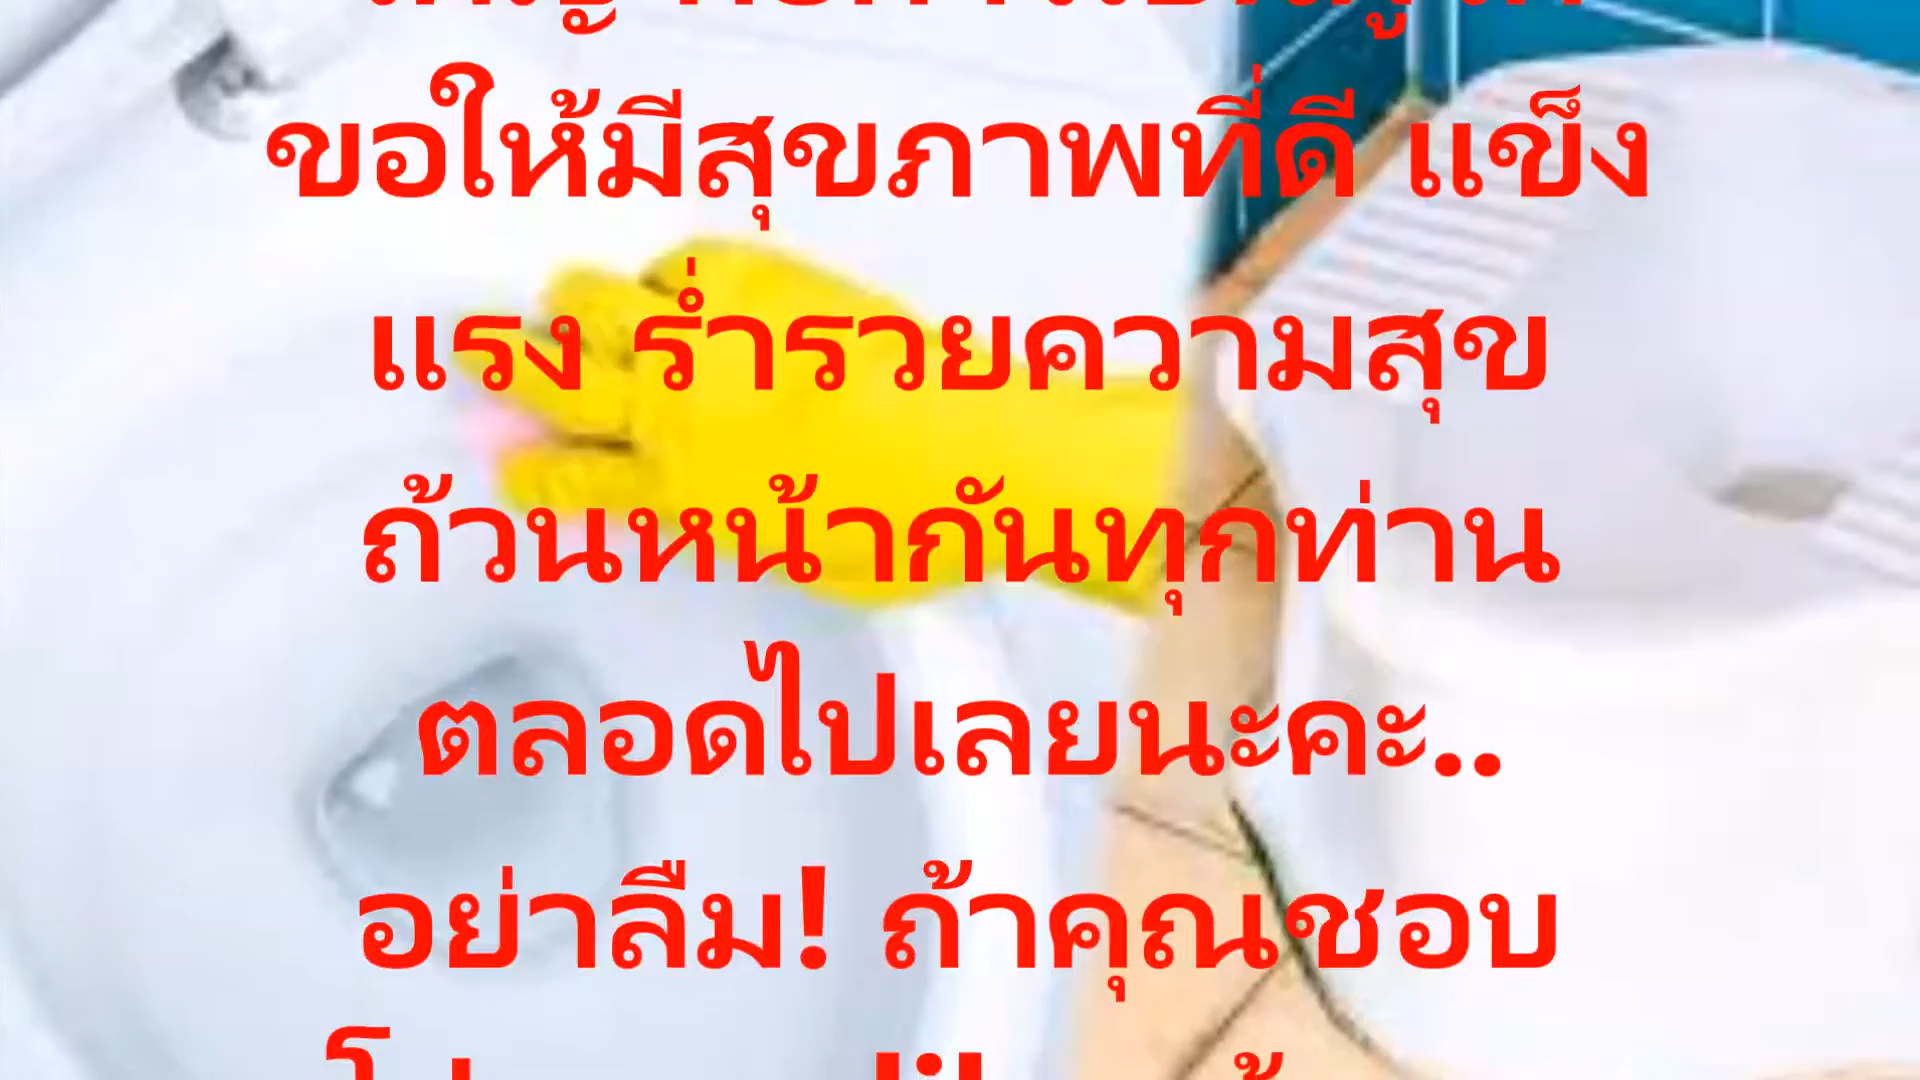 ขอให้มีสุขภาพที่ดี แข็ง
แรง ร่ำรวยความสุข
ถ้วนหน้ากันทุกท่าน
ตลอดไปเลยนะคะ..
อย่าลืม! ถ้าคุณชอบ